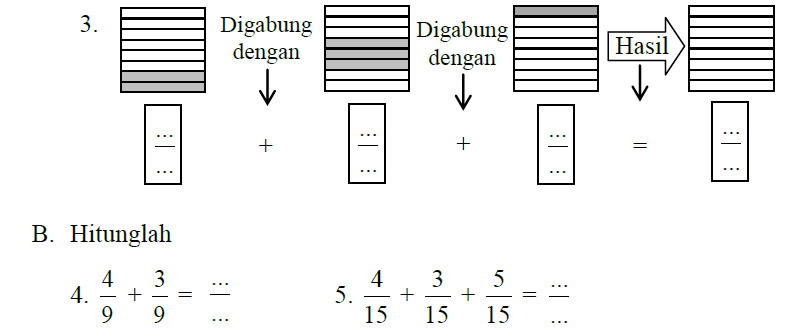 3. Digabung dengan Digabung dengan Hasil
... / ... + ... / ... + ... / ... = ... / ...
B. Hitunglah
4. 4/9 + 3/9 = .../... 5. 4/15 + 3/15 + 5/15 = .../...